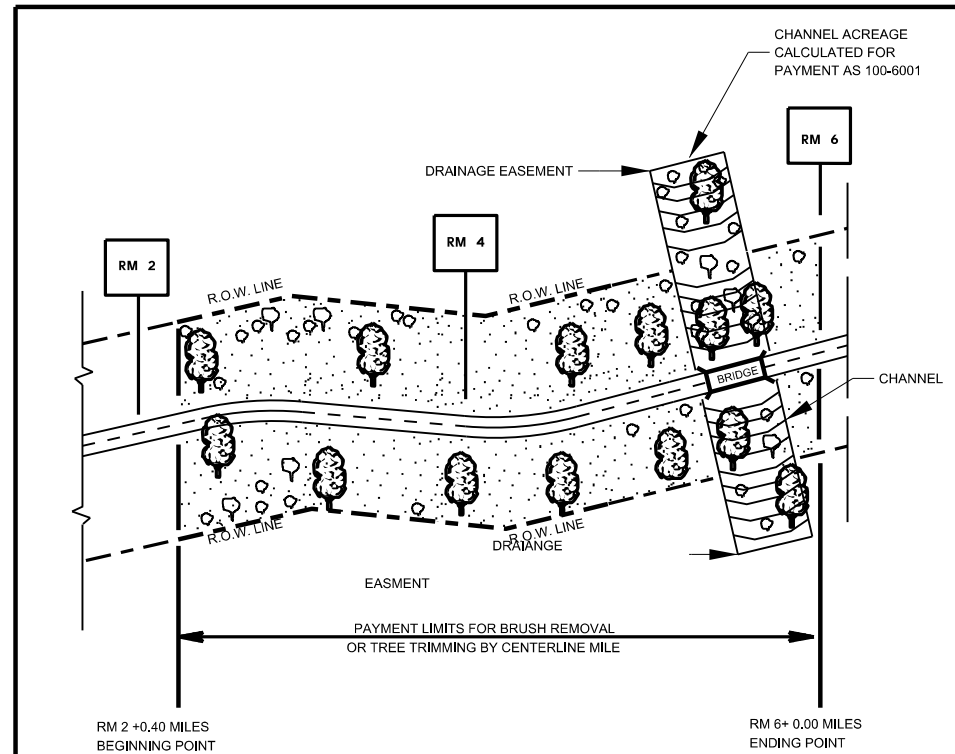 CHANNEL ACREAGE
CALCULATED FOR
PAYMENT AS 100-6001
RM 6
DRAINAGE EASEMENT
RM 4
RM 2
R.O.W. LINE
R.O.W. LINE
BRIDGE
CHANNEL
R.O.W. LINE
R.O.W. LINE
DRAIANGE
EASMENT
PAYMENT LIMITS FOR BRUSH REMOVAL
OR TREE TRIMMING BY CENTERLINE MILE
RM 2 +0.40 MILES
BEGINNING POINT
RM 6+ 0.00 MILES
ENDING POINT